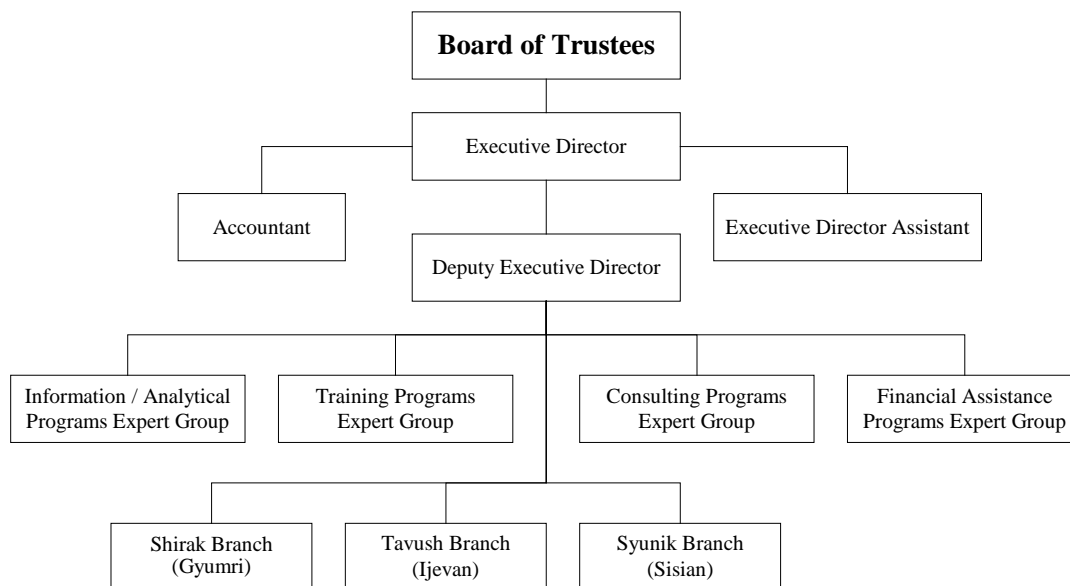 Board of Trustees
Executive Director
Accountant
Executive Director Assistant
Deputy Executive Director
Information / Analytical
Programs Expert Group
Training Programs
Expert Group
Consulting Programs
Expert Group
Financial Assistance
Programs Expert Group
Shirak Branch
(Gyumri)
Tavush Branch
(Ijevan)
Syunik Branch
(Sisian)